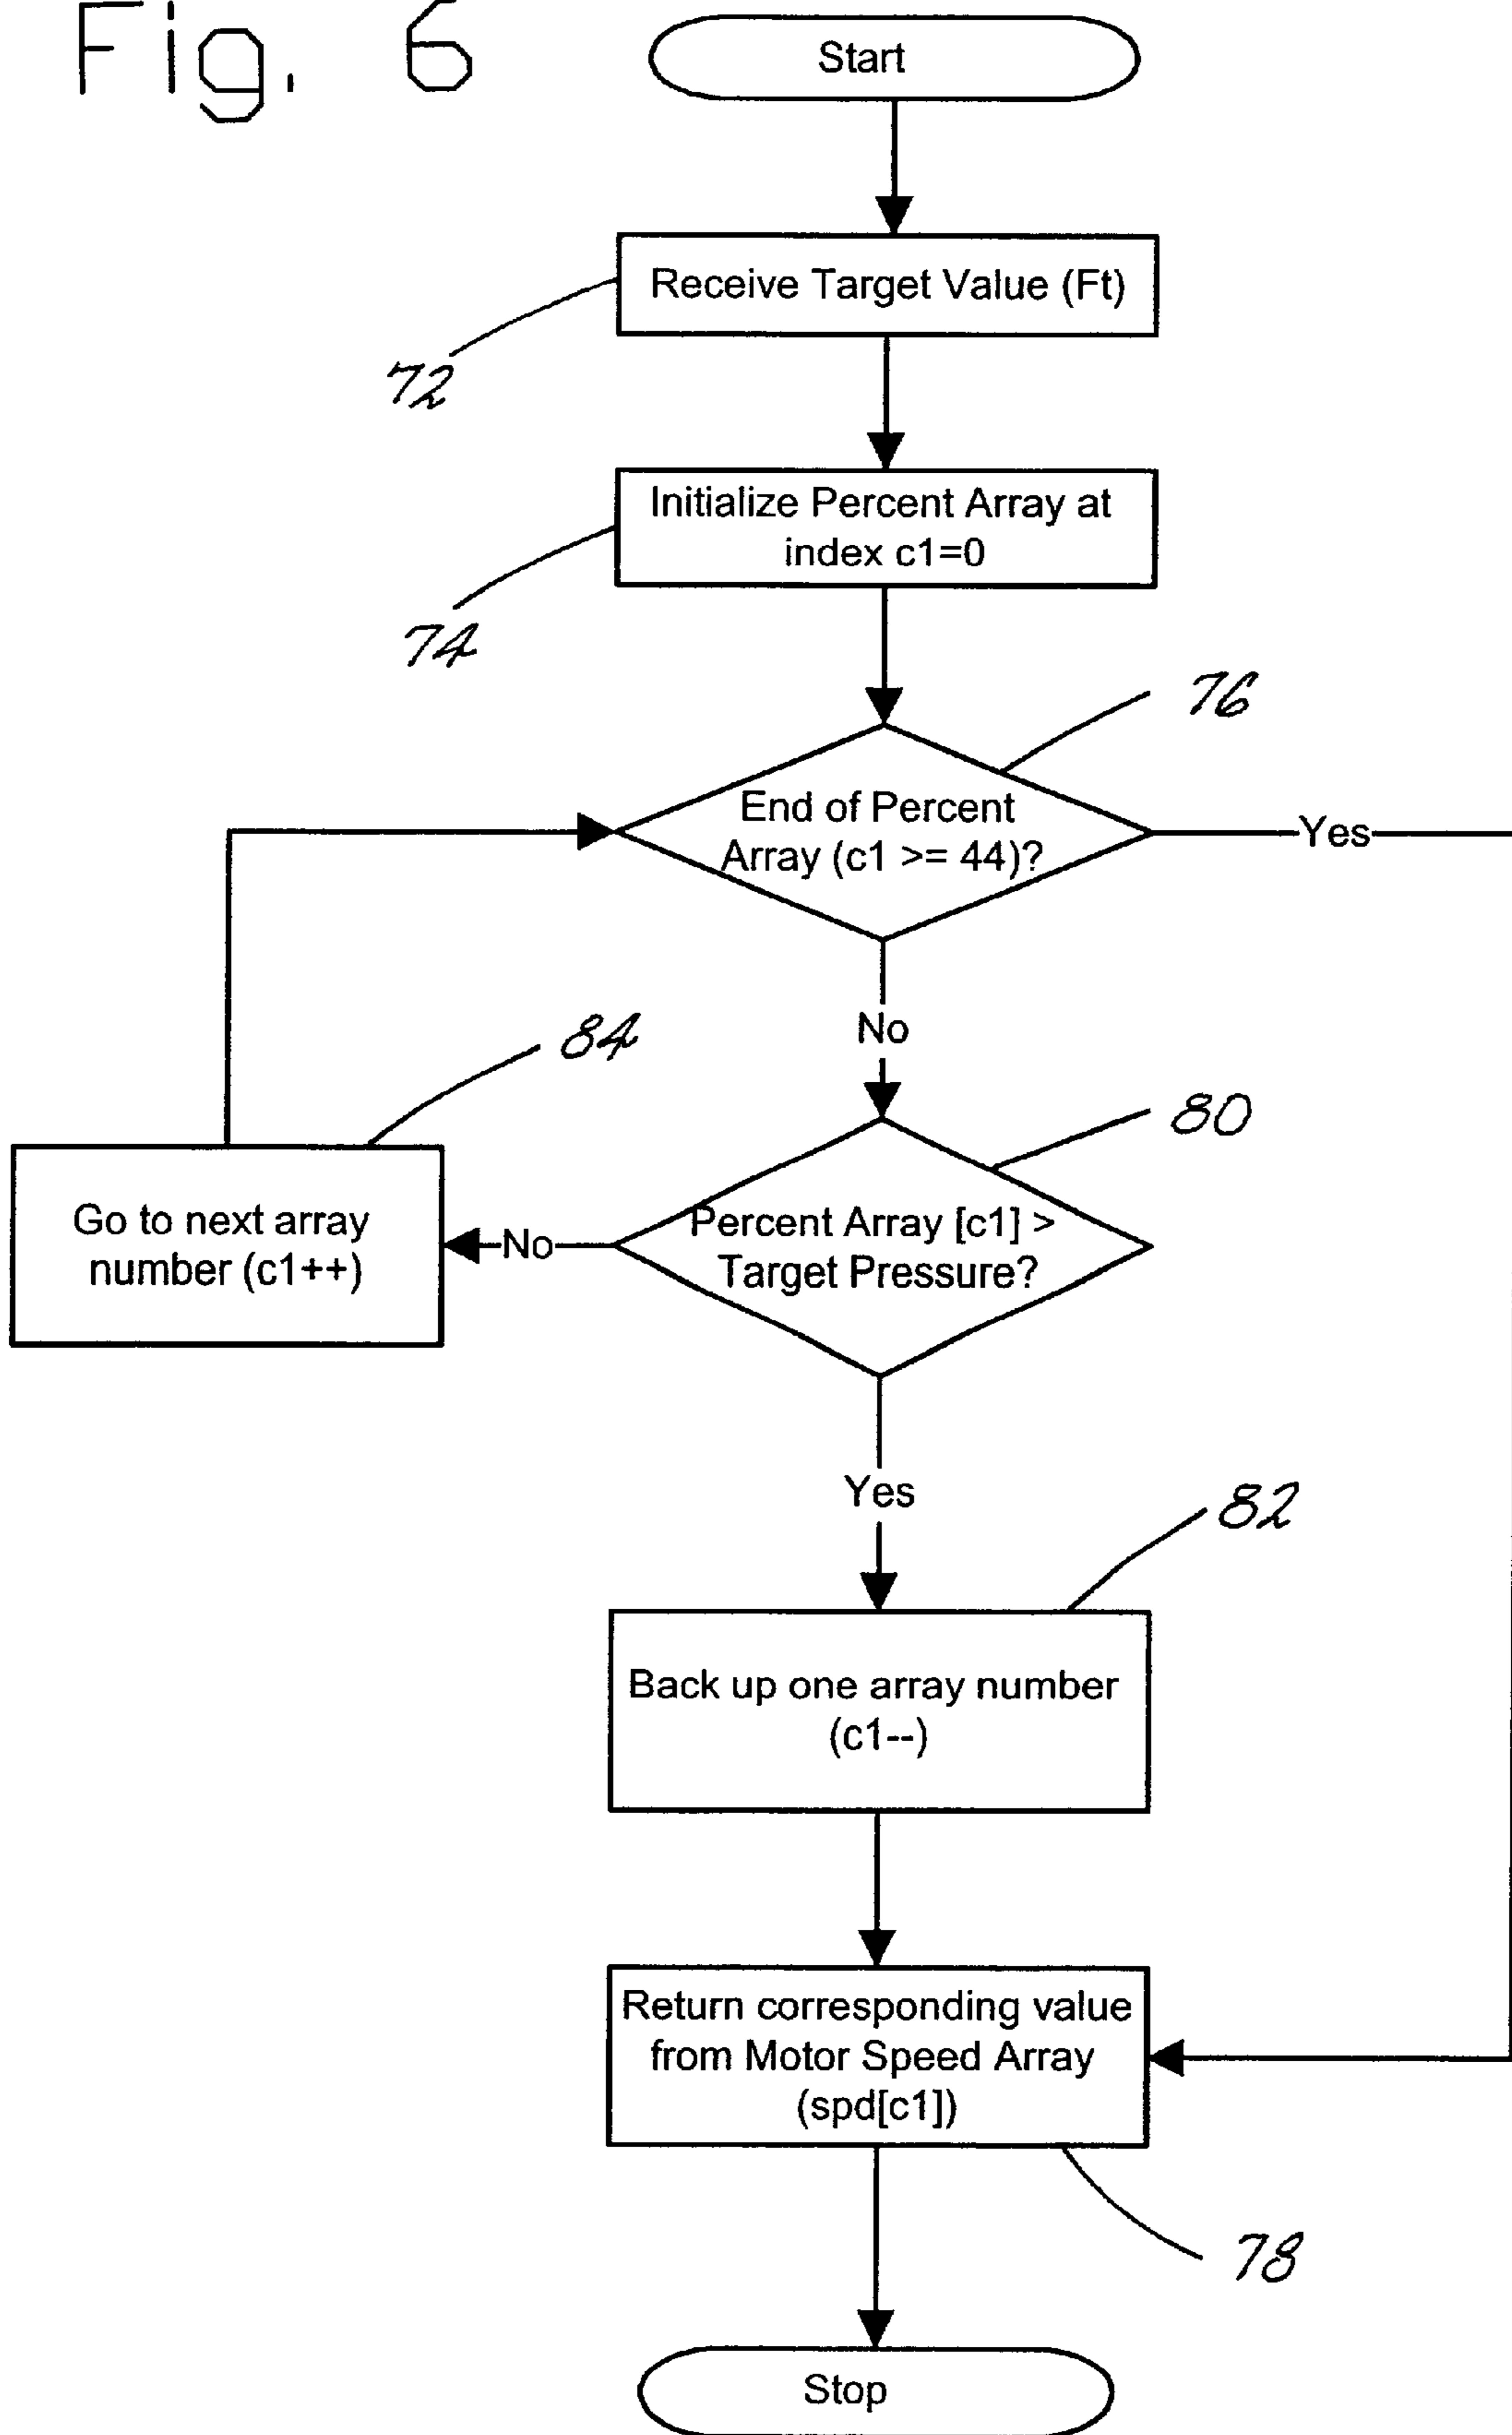 Fig. 6
Start
Receive Target Value (Ft)
72
Initialize Percent Array at
index c1=0
74
76
End of Percent
Array (c1 >= 44)?
Yes
No
84
80
Go to next array
number (c1++)
No
Percent Array [c1] >
Target Pressure?
Yes
82
Back up one array number
(c1--)
Return corresponding value
from Motor Speed Array
(spd[c1])
78
Stop